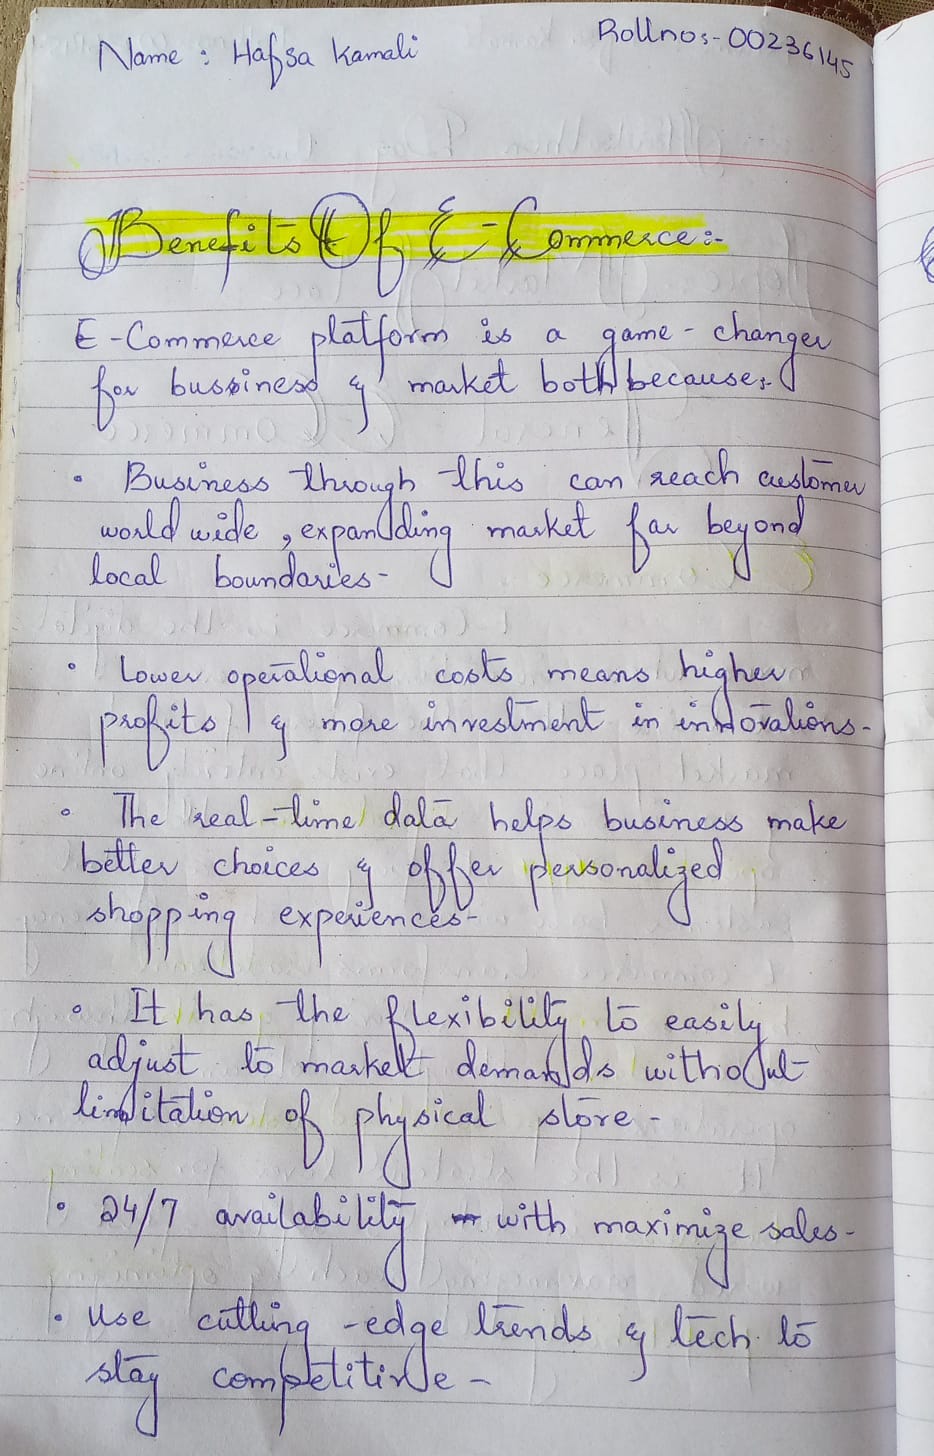 Name : Hafsa Kamali
Rollno:- 00236145
Benefits Of E-Commerce:-
E-Commerce platform is a game-changer
for bussiness & market both because:-
• Business through this can reach customer
world wide, expanding market far beyond
local boundaries-
• Lower operational costs means higher
profits & more investment in innovations-
• The real-time data helps business make
better choices & offer personalized
shopping experiences-
• It has the flexibility to easily
adjust to market demands without
limitation of physical store-
• 24/7 availability with maximize sales-
• Use cutting-edge trends & tech to
stay competitive-